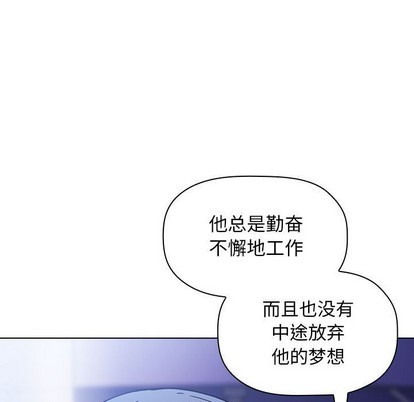 他总是勤奋
不懈地工作
而且也没有
中途放弃
他的梦想